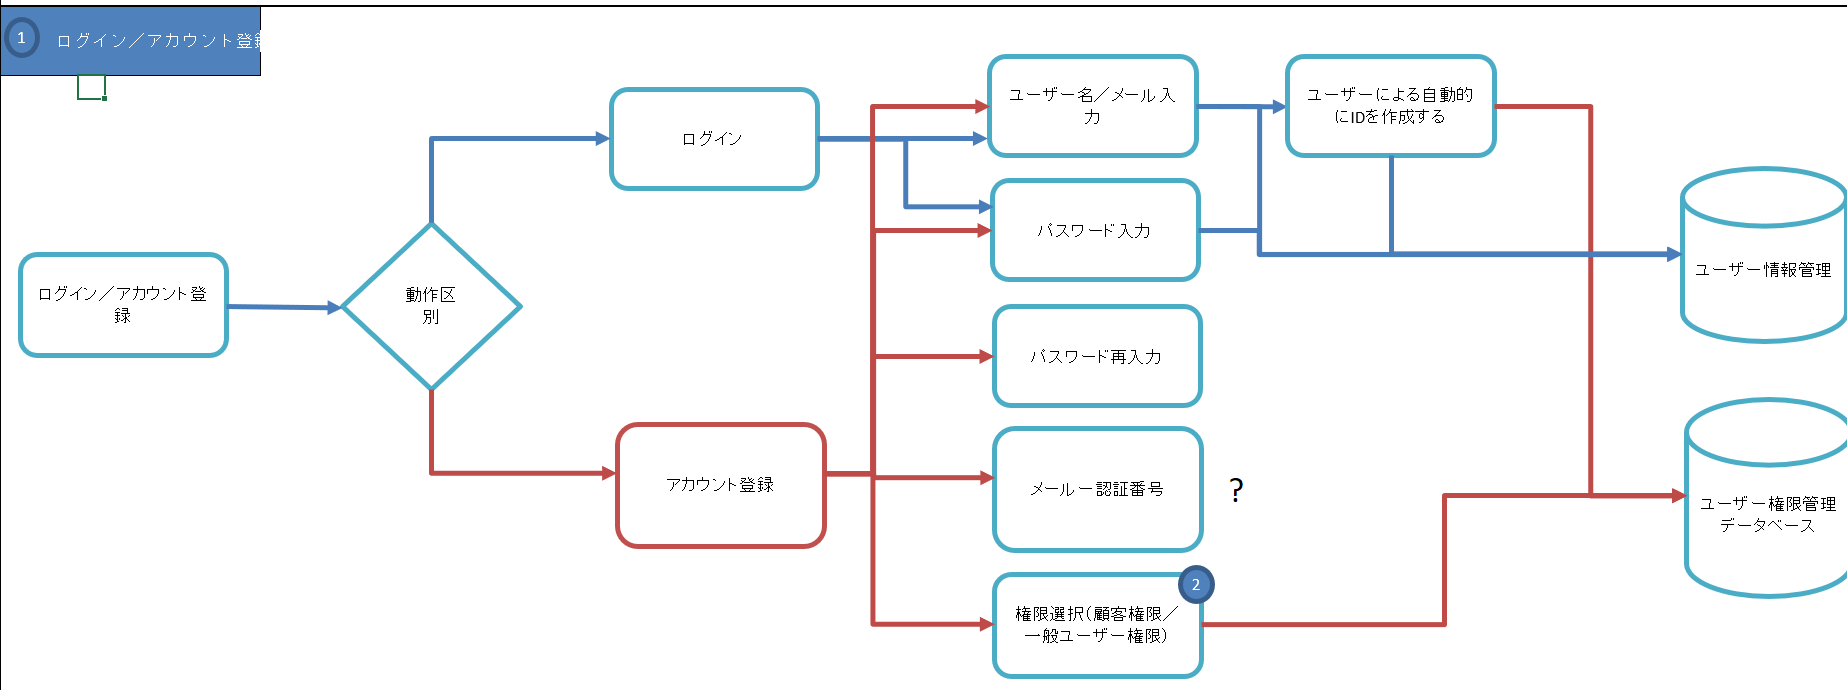 1
ログイン／アカウント登録
ログイン
ユーザー名／メール入
力
ユーザーによる自動的
にIDを作成する
パスワード入力
ログイン／アカウント登
録
動作区
別
ユーザー情報管理
パスワード再入力
アカウント登録
メールー認証番号
?
ユーザー権限管理
データベース
2
権限選択(顧客権限／
一般ユーザー権限)